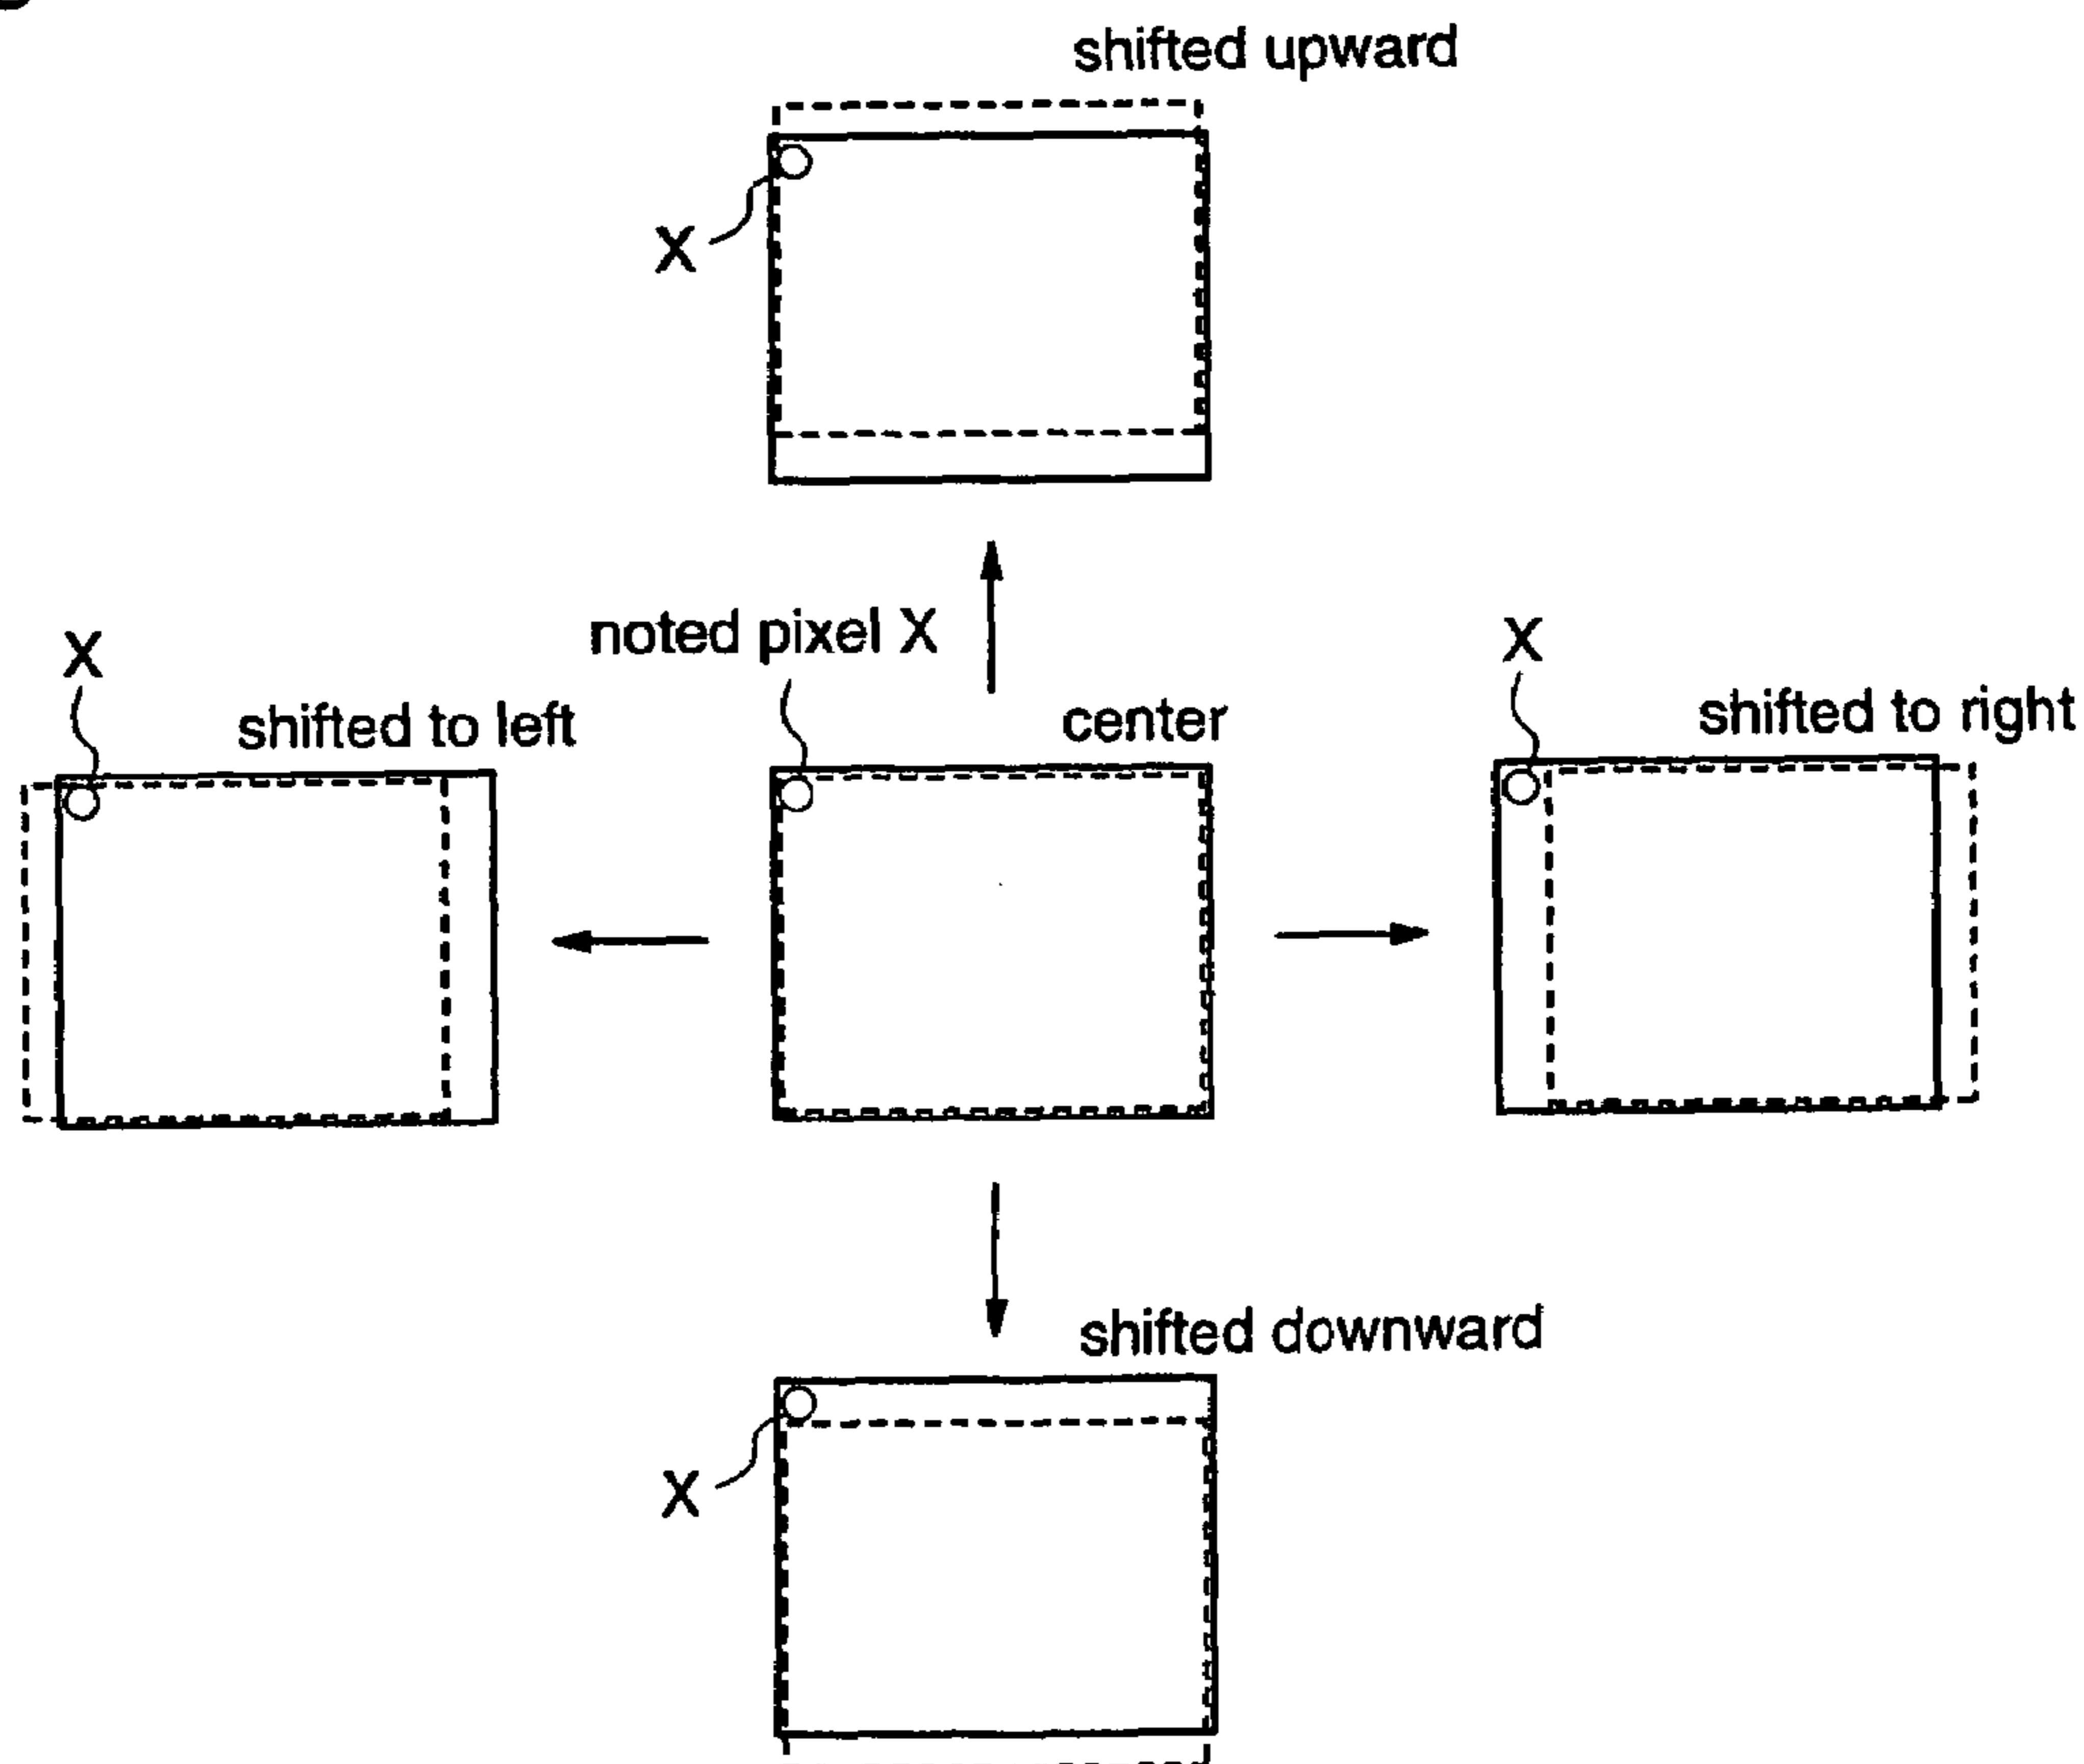 shifted upward
X
noted pixel X
X
X
shifted to left
center
shifted to right
shifted downward
X